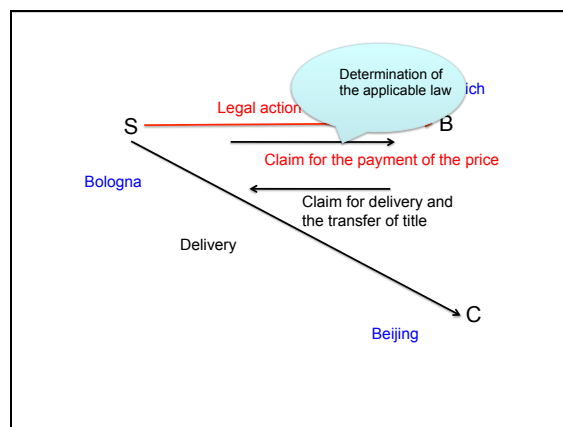 Determination of
the applicable law
Legal action
S
B
Claim for the payment of the price
Bologna
Claim for delivery and
the transfer of title
Delivery
C
Beijing